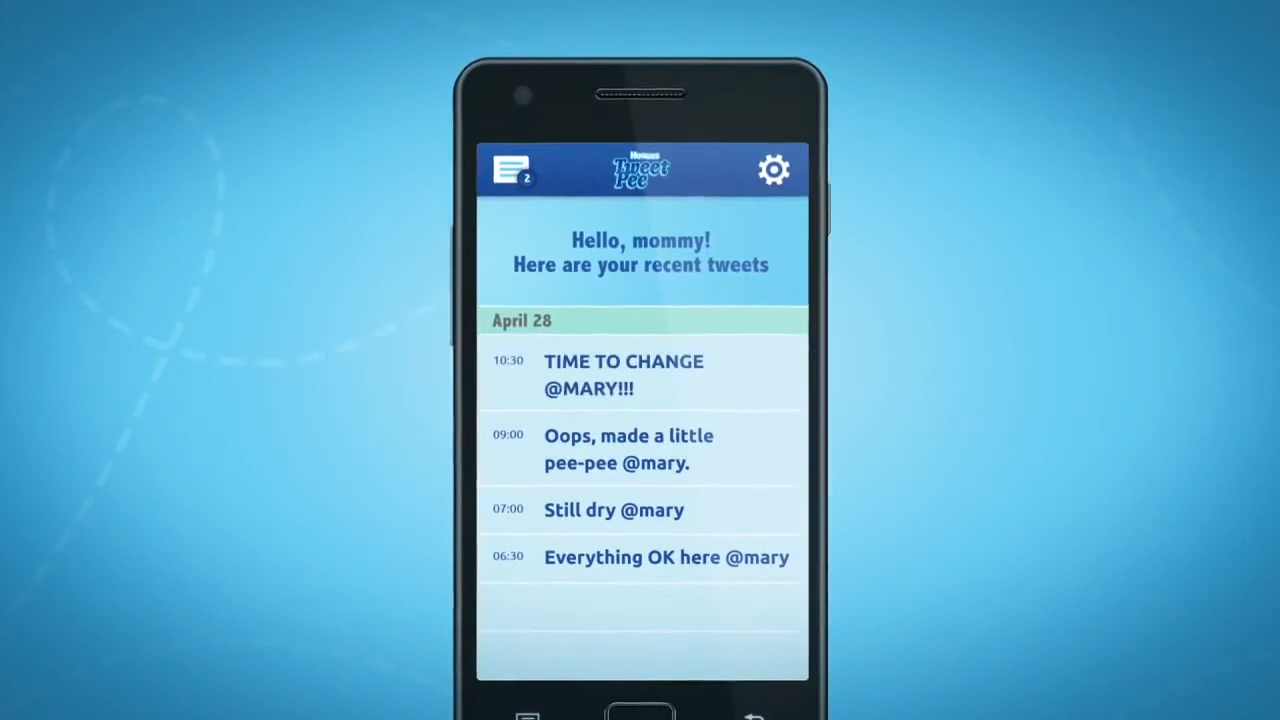 2
HUGGIES
Tweet
Pee
Hello, mommy!
Here are your recent tweets
April 28
10:30 TIME TO CHANGE
@MARY!!!
09:00 Oops, made a little
pee-pee @mary.
07:00 Still dry @mary
06:30 Everything OK here @mary